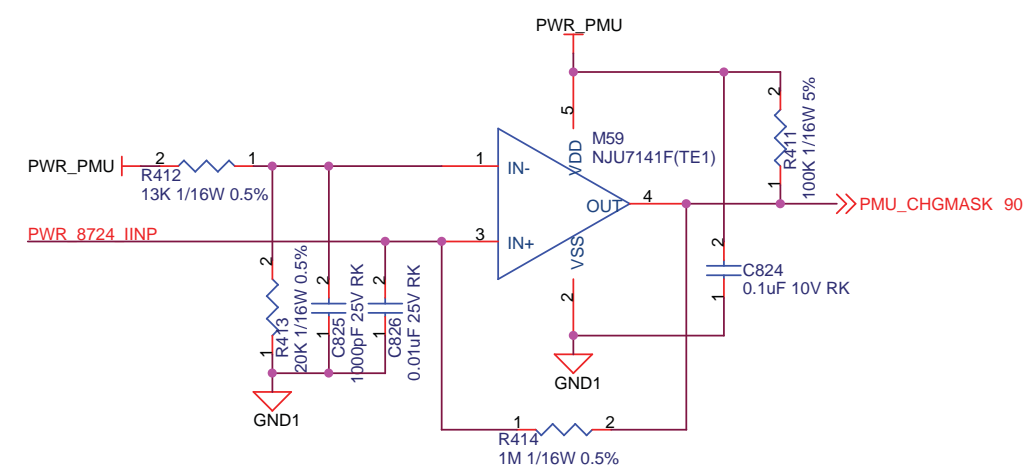 PWR_PMU
5
VDD
M59
NJU7141F(TE1)
2
R411
100K 1/16W 5%
1
PWR_PMU
2
1
R412
13K 1/16W 0.5%
1
IN-
OUT
4
PMU_CHGMASK 90
PWR_8724_IINP
3
IN+
VSS
2
2
R413
20K 1/16W 0.5%
1
2
C825
1000pF 25V RK
1
2
C826
0.01uF 25V RK
1
2
C824
0.1uF 10V RK
1
GND1
GND1
1
2
R414
1M 1/16W 0.5%